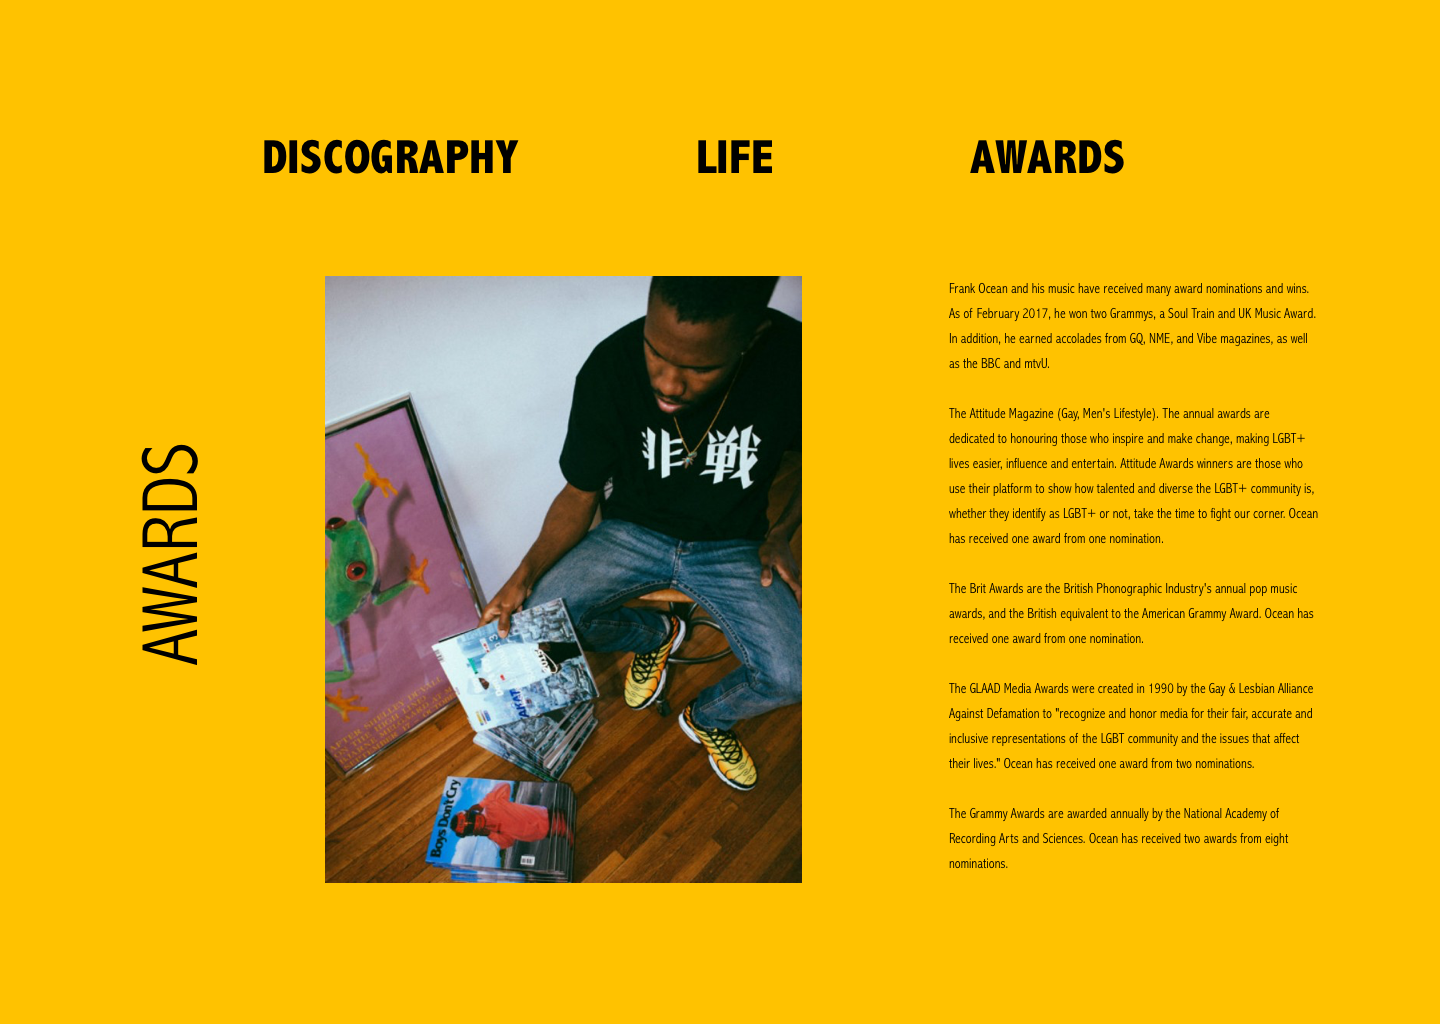 DISCOGRAPHY
LIFE
AWARDS
AWARDS
非 戦
Boys Don't Cry
Frank Ocean and his music have received many award nominations and wins.
As of February 2017, he won two Grammys, a Soul Train and UK Music Award.
In addition, he earned accolades from GQ, NME, and Vibe magazines, as well
as the BBC and mtvU.
The Attitude Magazine (Gay, Men's Lifestyle). The annual awards are
dedicated to honouring those who inspire and make change, making LGBT+
lives easier, influence and entertain. Attitude Awards winners are those who
use their platform to show how talented and diverse the LGBT+ community is,
whether they identify as LGBT+ or not, take the time to fight our corner. Ocean
has received one award from one nomination.
The Brit Awards are the British Phonographic Industry's annual pop music
awards, and the British equivalent to the American Grammy Award. Ocean has
received one award from one nomination.
The GLAAD Media Awards were created in 1990 by the Gay & Lesbian Alliance
Against Defamation to "recognize and honor media for their fair, accurate and
inclusive representations of the LGBT community and the issues that affect
their lives." Ocean has received one award from two nominations.
The Grammy Awards are awarded annually by the National Academy of
Recording Arts and Sciences. Ocean has received two awards from eight
nominations.